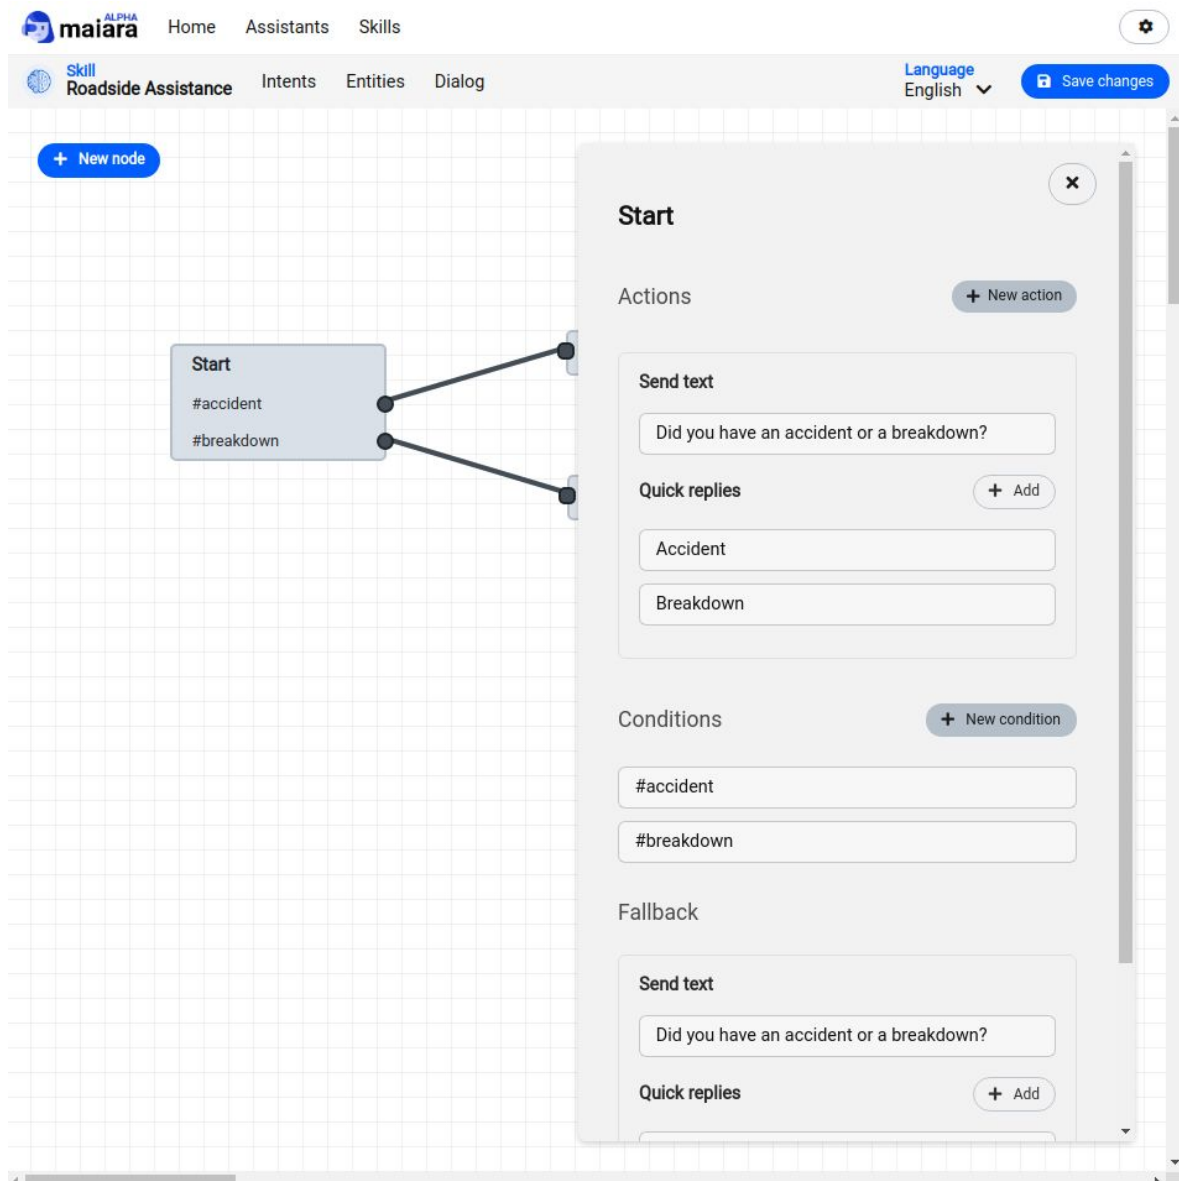 ALPHA
maiara Home Assistants Skills
Skill
Roadside Assistance Intents Entities Dialog
Language
English
Save changes
New node
Start
Actions
New action
Start
#accident
#breakdown
Send text
Did you have an accident or a breakdown?
Quick replies
Add
Accident
Breakdown
Conditions
New condition
#accident
#breakdown
Fallback
Send text
Did you have an accident or a breakdown?
Quick replies
Add